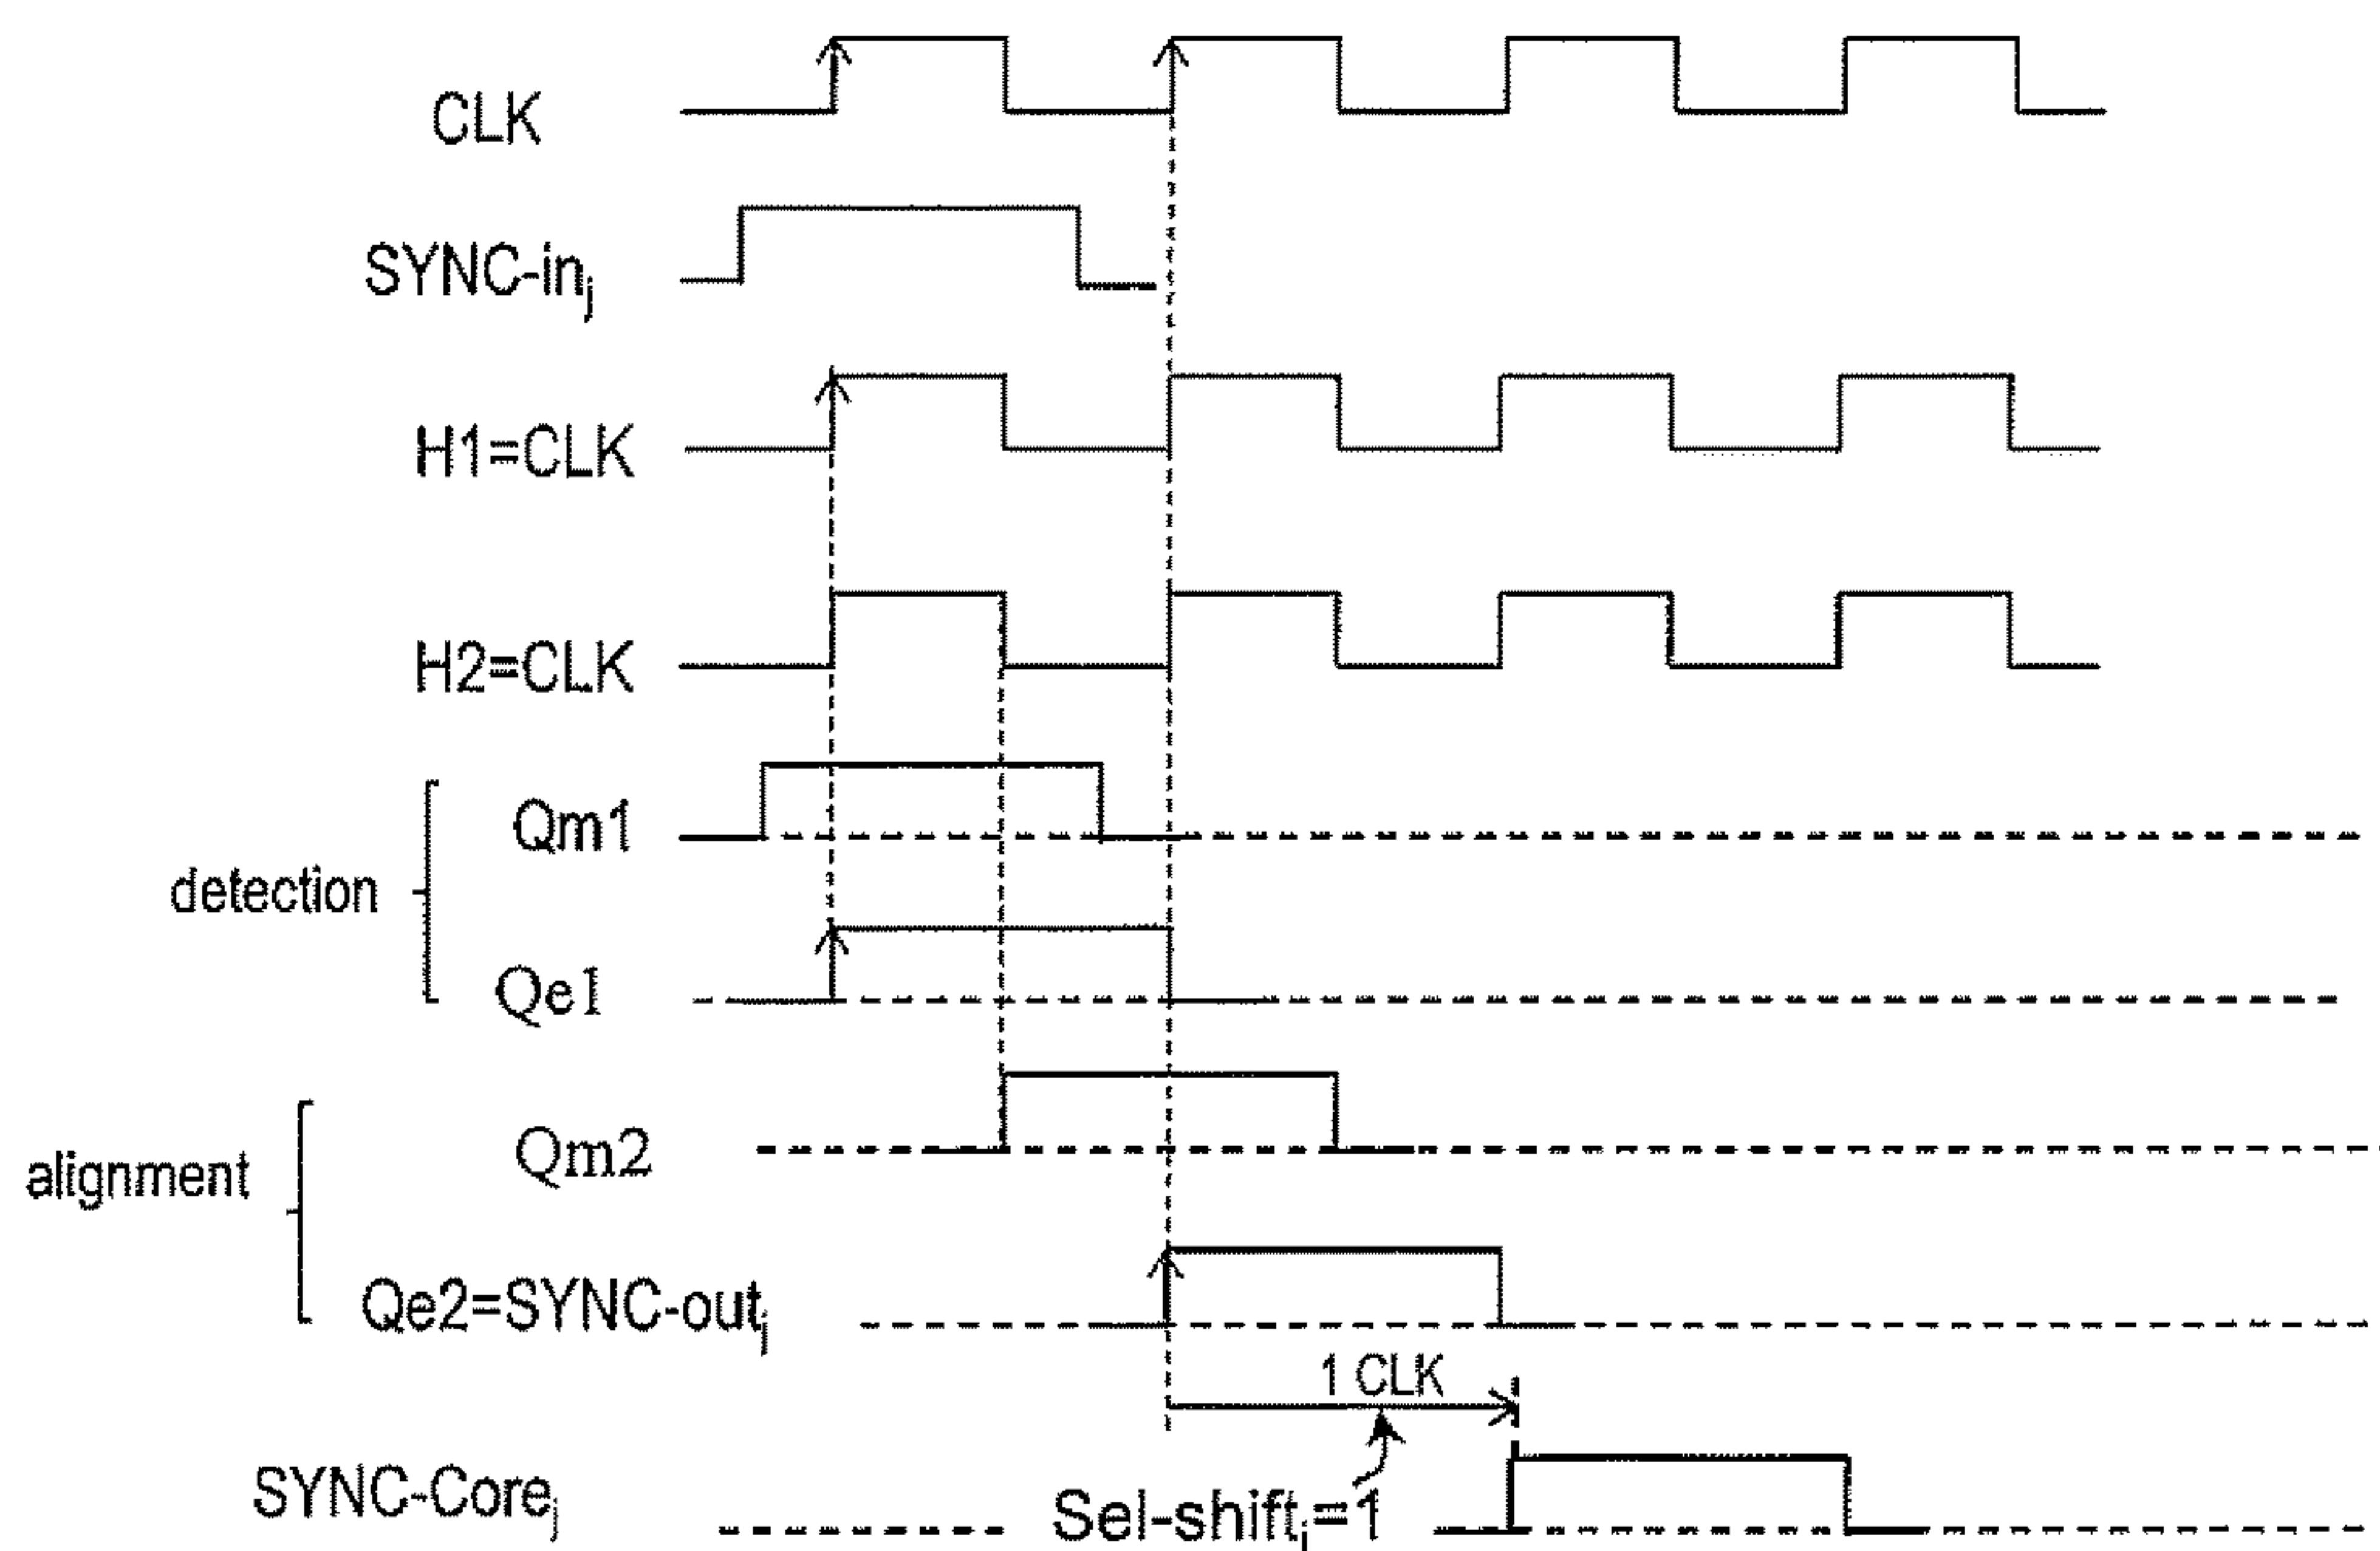 CLK
SYNC-inj
H1=CLK
H2=CLK
Qm1
detection
Qe1
Qm2
alignment
Qe2=SYNC-outj
1 CLK
SYNC-Corej
Sel-shiftj=1